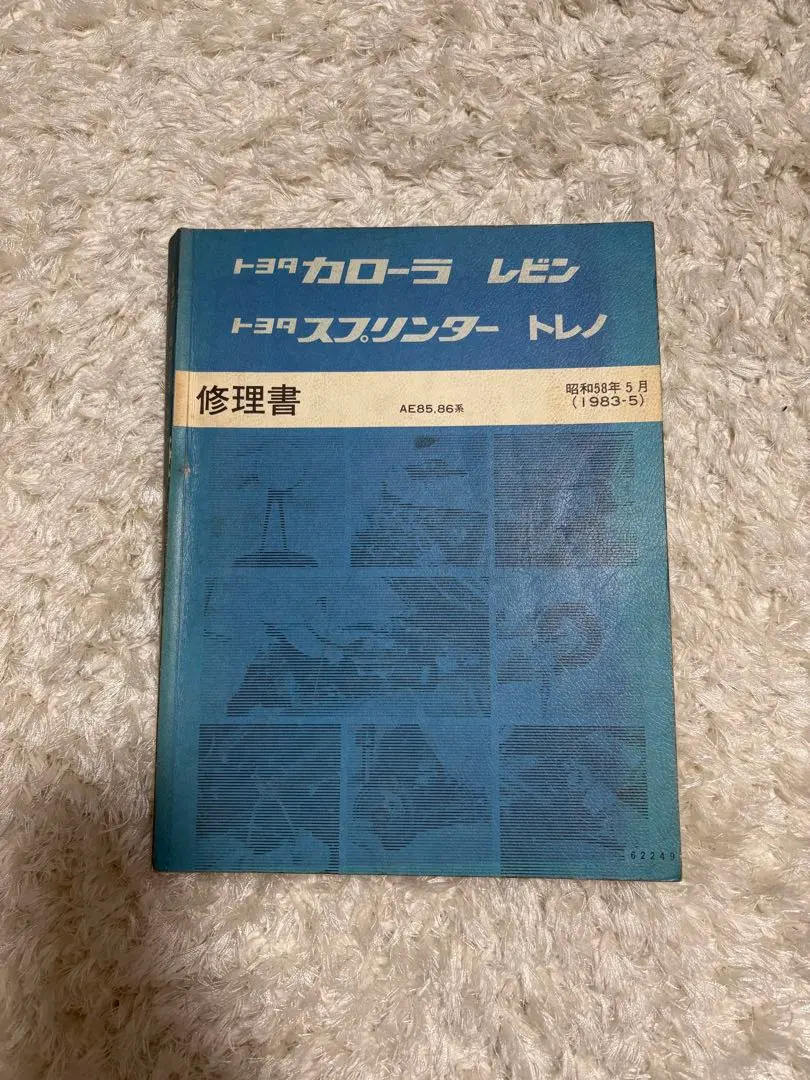 トヨタ カローラ レビン
トヨタ スプリンター トレノ
修理書
AE85,86系
昭和58年5月
(1983-5)
62249